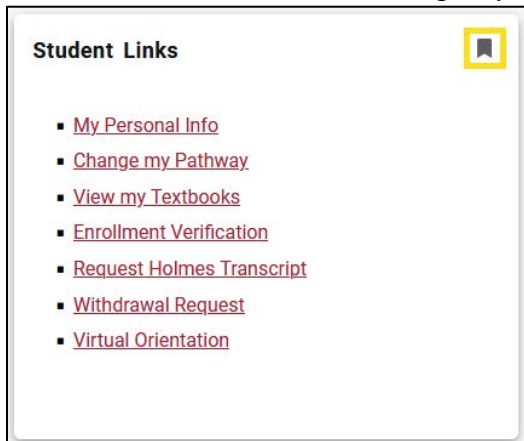 Student Links
My Personal Info
Change my Pathway
View my Textbooks
Enrollment Verification
Request Holmes Transcript
Withdrawal Request
Virtual Orientation